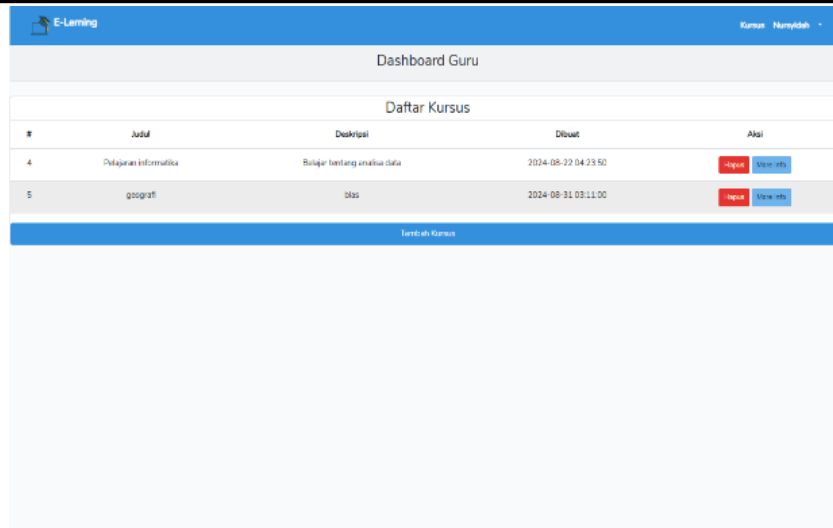 E-Lerning
Kursus Nursyidah
Dashboard Guru
Daftar Kursus
# Judul Deskripsi Dibuat Aksi
4 Pelajaran informatika Belajar tentang analisa data 2024-08-22 04:23:50 Hapus More Info
5 geografi blas 2024-08-31 03:11:00 Hapus More Info
Tambah Kursus